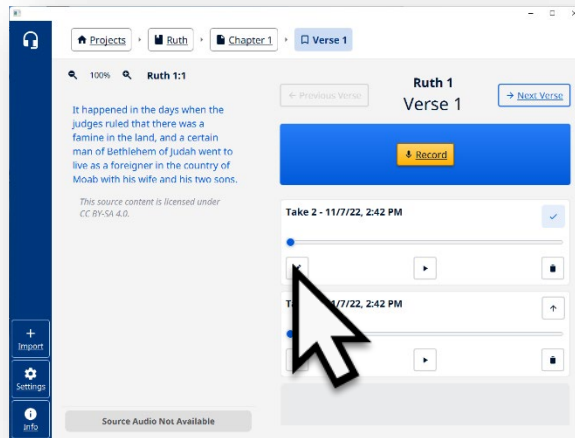 Projects
Ruth
Chapter 1
Verse 1
100%
Ruth 1:1
It happened in the days when the
judges ruled that there was a
famine in the land, and a certain
man of Bethlehem of Judah went to
live as a foreigner in the country of
Moab with his wife and his two sons.
This source content is licensed under
CC BY-SA 4.0.
Source Audio Not Available
← Previous Verse
Ruth 1
Verse 1
→ Next Verse
Record
Take 2 - 11/7/22, 2:42 PM
/7/22, 2:42 PM
+
Import
Settings
Info